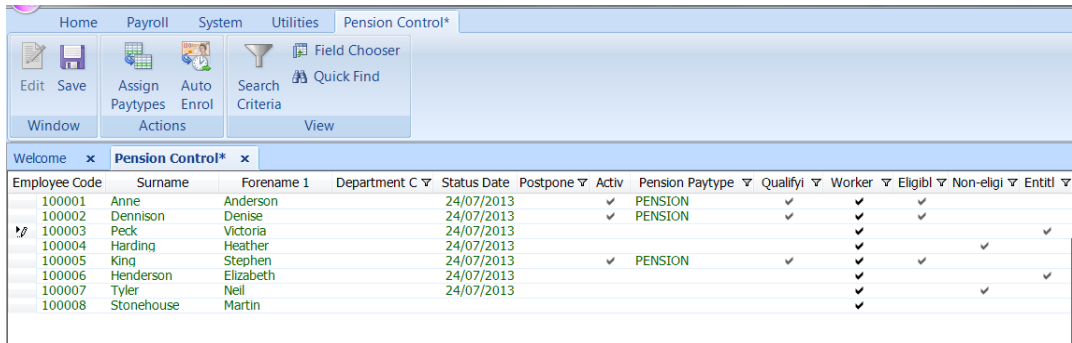 Home Payroll System Utilities Pension Control*
Field Chooser
Quick Find
Edit Save Assign Auto Search
Paytypes Enrol Criteria
Window Actions View
Welcome x Pension Control* x
Employee Code Surname Forename 1 Department C Status Date Postpone Activ Pension Paytype Qualifyi Worker Eligibl Non-eligi Entitl
100001 Anne Anderson 24/07/2013 PENSION
100002 Dennison Denise 24/07/2013 PENSION
100003 Peck Victoria 24/07/2013
100004 Harding Heather 24/07/2013
100005 King Stephen 24/07/2013 PENSION
100006 Henderson Elizabeth 24/07/2013
100007 Tyler Neil 24/07/2013
100008 Stonehouse Martin